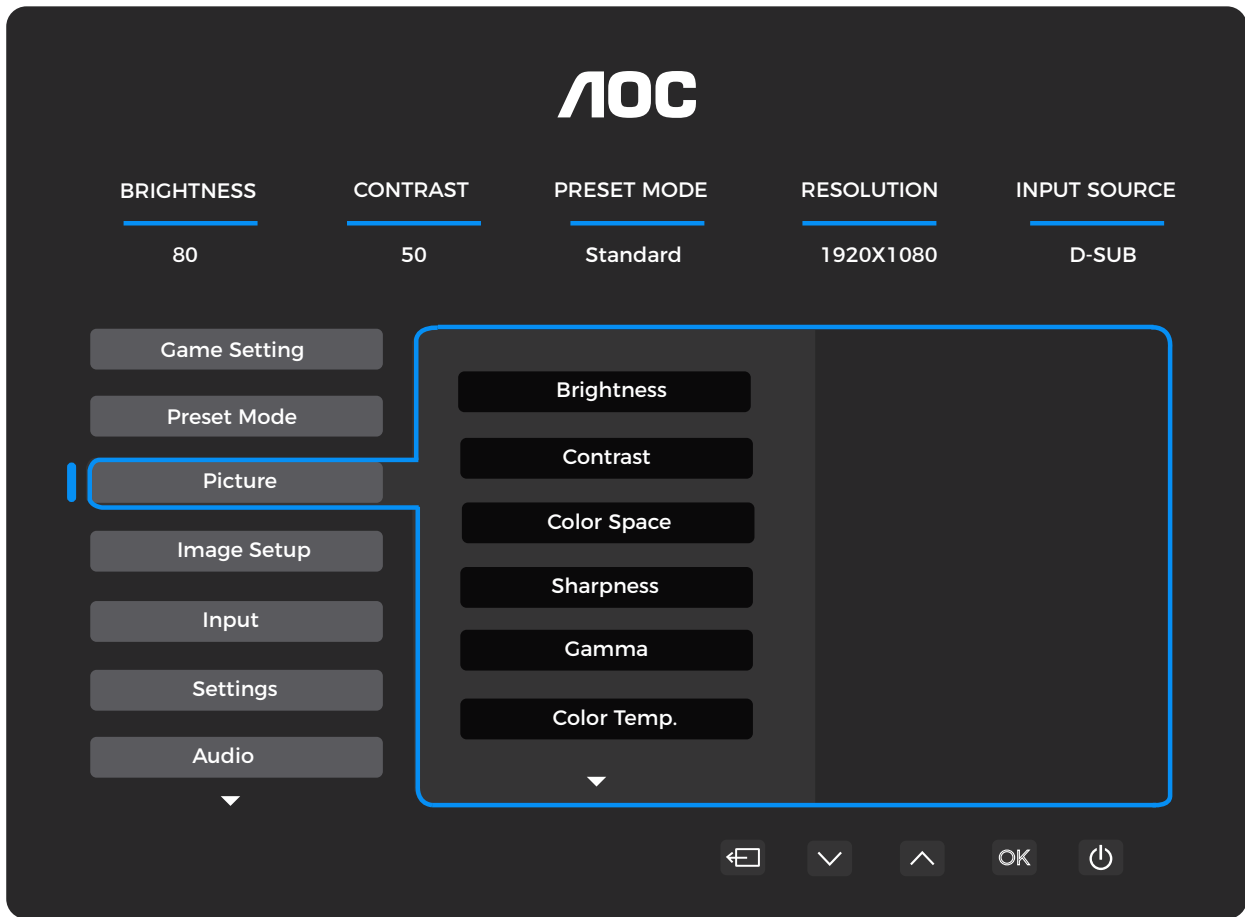 AOC
BRIGHTNESS CONTRAST PRESET MODE RESOLUTION INPUT SOURCE
80 50 Standard 1920X1080 D-SUB
Game Setting
Preset Mode
Picture
Image Setup
Input
Settings
Audio
Brightness
Contrast
Color Space
Sharpness
Gamma
Color Temp.
OK